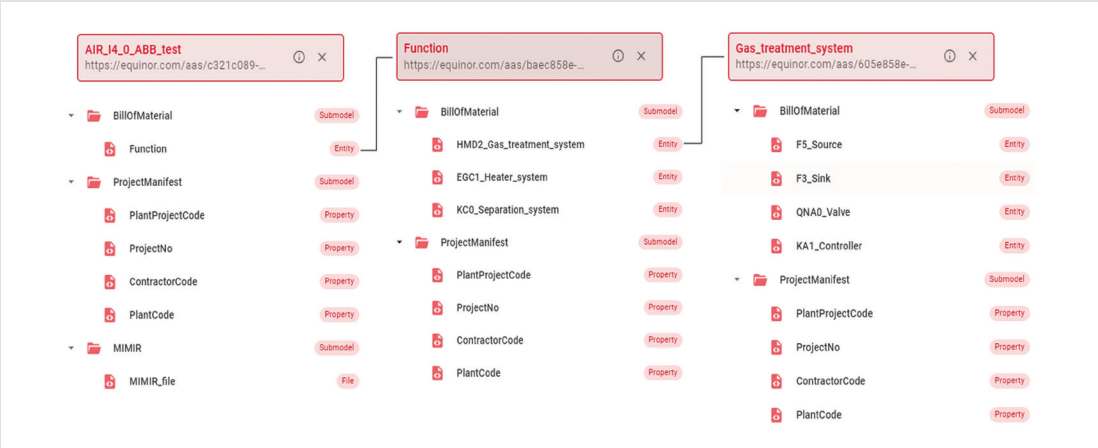 AIR_I4_0_ABB_test
https://equinor.com/aas/c321c089-...
BillOfMaterial Submodel
Function Entity
ProjectManifest Submodel
PlantProjectCode Property
ProjectNo Property
ContractorCode Property
PlantCode Property
MIMIR Submodel
MIMIR_file File
Function
https://equinor.com/aas/baec858e-...
BillOfMaterial Submodel
HMD2_Gas_treatment_system Entity
EGC1_Heater_system Entity
KC0_Separation_system Entity
ProjectManifest Submodel
PlantProjectCode Property
ProjectNo Property
ContractorCode Property
PlantCode Property
Gas_treatment_system
https://equinor.com/aas/605e858e-...
BillOfMaterial Submodel
F5_Source Entity
F3_Sink Entity
QNA0_Valve Entity
KA1_Controller Entity
ProjectManifest Submodel
PlantProjectCode Property
ProjectNo Property
ContractorCode Property
PlantCode Property